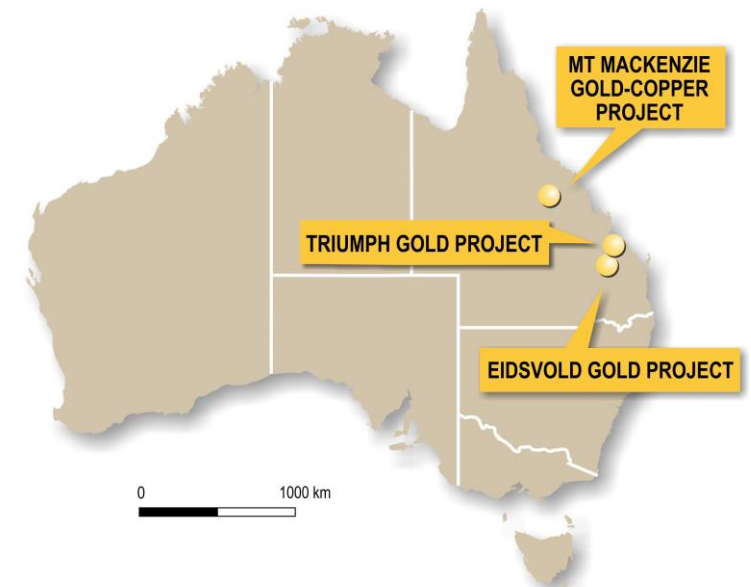 MT MACKENZIE
GOLD-COPPER
PROJECT
TRIUMPH GOLD PROJECT
EIDSVOLD GOLD PROJECT
0 1000 km